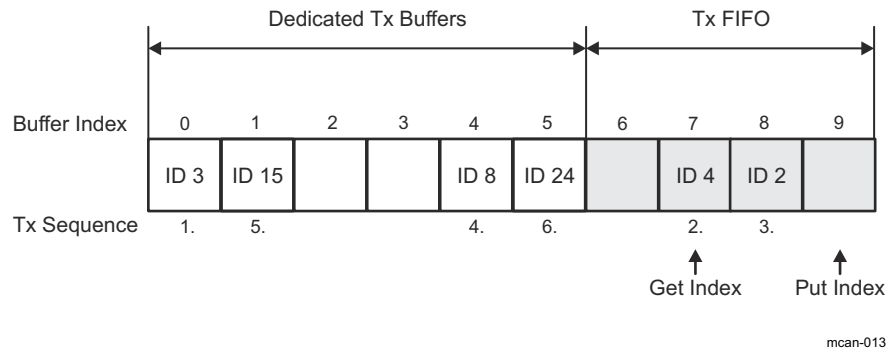 Dedicated Tx Buffers Tx FIFO
Buffer Index 0 1 2 3 4 5 6 7 8 9
ID 3 ID 15 ID 8 ID 24 ID 4 ID 2
Tx Sequence 1. 5. 4. 6. 2. 3.
Get Index Put Index
mcan-013